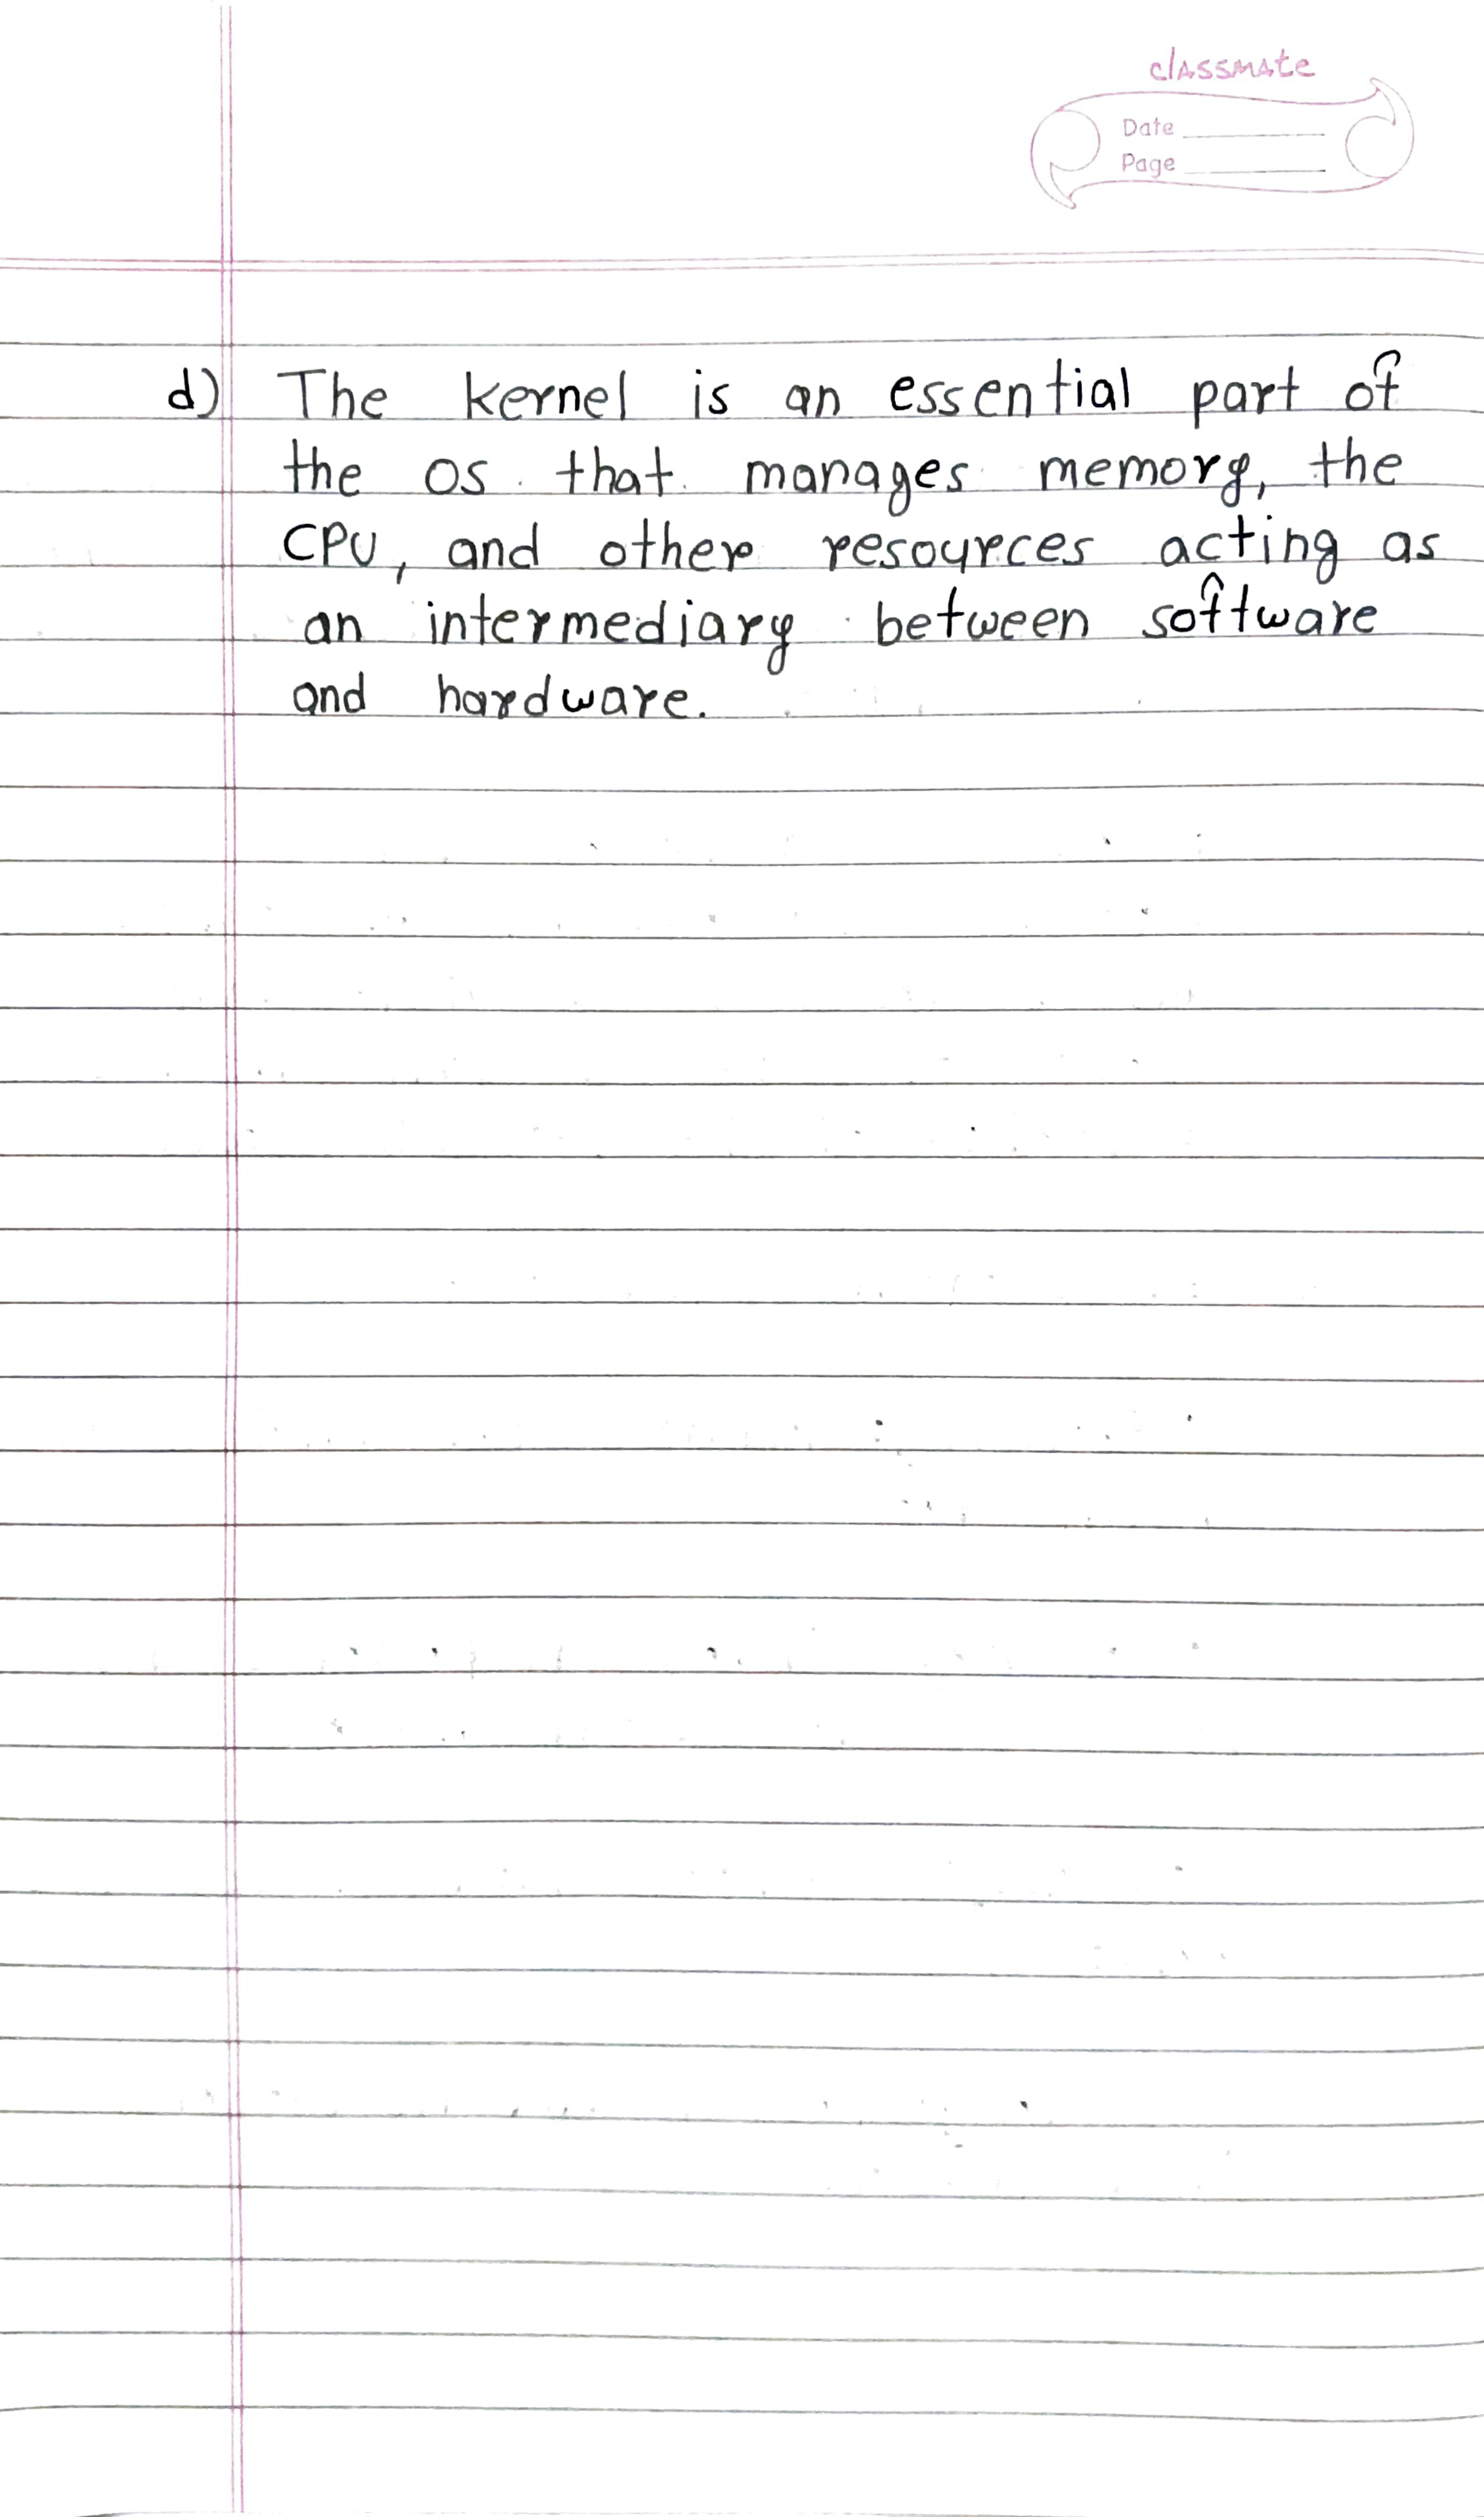 classmate
Date
Page
d) The kernel is an essential part of
the OS that manages memory, the
CPU, and other resources acting as
an intermediary between software
and hardware.